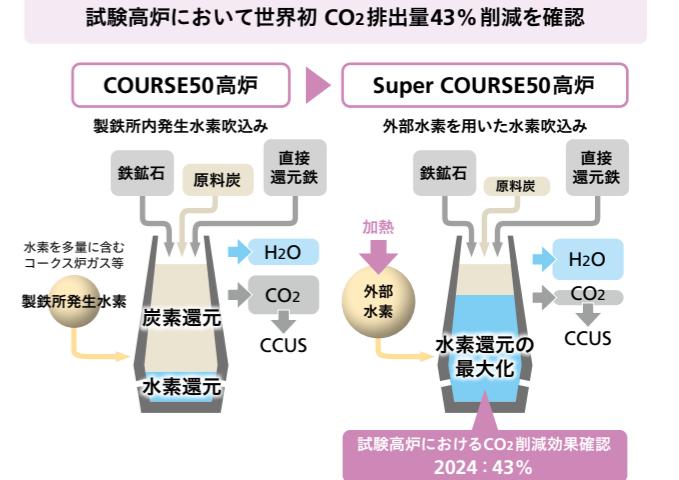 試験高炉において世界初 CO2排出量43%削減を確認
COURSE50高炉
製鉄所内発生水素吹込み
鉄鉱石
原料炭
直接
還元鉄
水素を多量に含む
コークス炉ガス等
製鉄所発生水素
炭素還元
水素還元
H2O
CO2
CCUS
Super COURSE50高炉
外部水素を用いた水素吹込み
鉄鉱石
原料炭
直接
還元鉄
加熱
外部
水素
水素還元の
最大化
H2O
CO2
CCUS
試験高炉におけるCO2削減効果確認
2024：43%